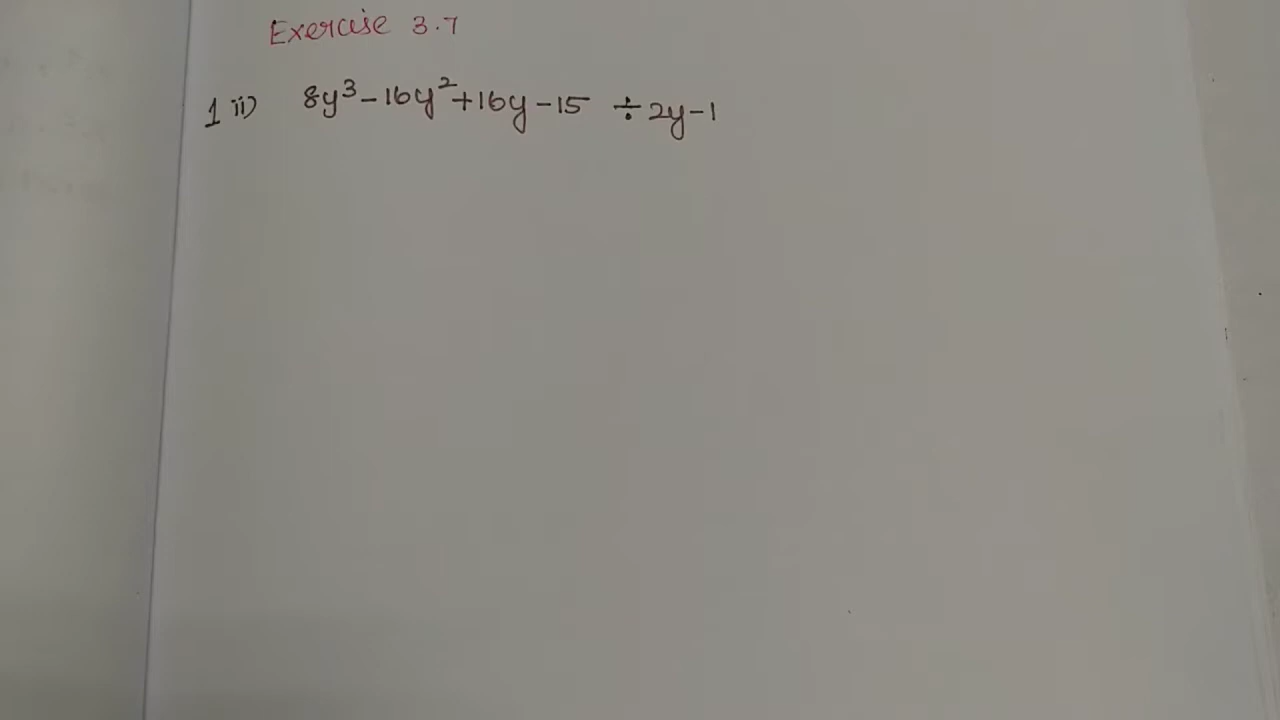 Exercise 3.7
1 ii) 8y³ - 16y² + 16y - 15 ÷ 2y - 1